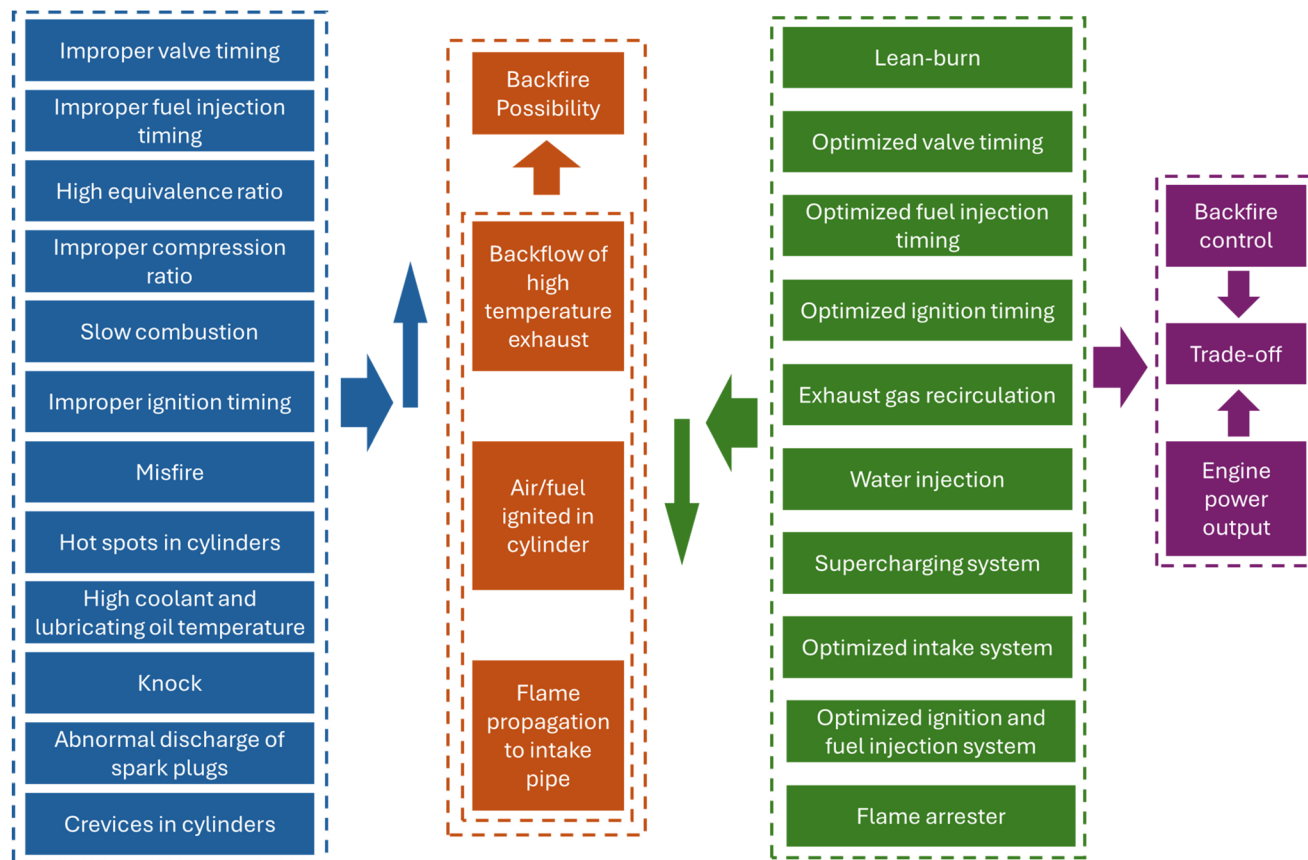 Improper valve timing
Improper fuel injection
timing
High equivalence ratio
Improper compression
ratio
Slow combustion
Improper ignition timing
Misfire
Hot spots in cylinders
High coolant and
lubricating oil temperature
Knock
Abnormal discharge of
spark plugs
Crevices in cylinders
Backfire
Possibility
Backflow of
high
temperature
exhaust
Air/fuel
ignited in
cylinder
Flame
propagation
to intake
pipe
Lean-burn
Optimized valve timing
Optimized fuel injection
timing
Optimized ignition timing
Exhaust gas recirculation
Water injection
Supercharging system
Optimized intake system
Optimized ignition and
fuel injection system
Flame arrester
Backfire
control
Trade-off
Engine
power
output